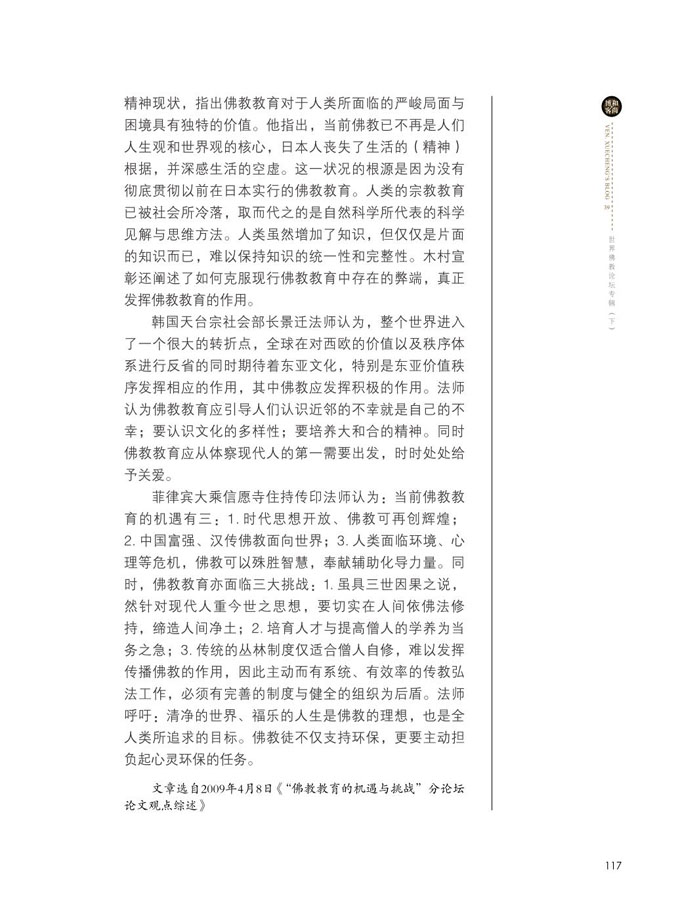 精神现状，指出佛教教育对于人类所面临的严峻局面与
困境具有独特的价值。他指出，当前佛教已不再是人们
人生观和世界观的核心，日本人丧失了生活的（精神）
根据，并深感生活的空虚。这一状况的根源是因为没有
彻底贯彻以前在日本实行的佛教教育。人类的宗教教育
已被社会所冷落，取而代之的是自然科学所代表的科学
见解与思维方法。人类虽然增加了知识，但仅仅是片面
的知识而已，难以保持知识的统一性和完整性。木村宣
彰还阐述了如何克服现行佛教教育中存在的弊端，真正
发挥佛教教育的作用。
韩国天台宗社会部长景迁法师认为，整个世界进入
了一个很大的转折点，全球在对西欧的价值以及秩序体
系进行反省的同时期待着东亚文化，特别是东亚价值秩
序发挥相应的作用，其中佛教应发挥积极的作用。法师
认为佛教教育应引导人们认识近邻的不幸就是自己的不
幸；要认识文化的多样性；要培养大和合的精神。同时
佛教教育应从体察现代人的第一需要出发，时时处处给
予关爱。
菲律宾大乘信愿寺住持传印法师认为：当前佛教教
育的机遇有三：1. 时代思想开放、佛教可再创辉煌；
2. 中国富强、汉传佛教面向世界；3. 人类面临环境、心
理等危机，佛教可以殊胜智慧，奉献辅助化导力量。同
时，佛教教育亦面临三大挑战：1. 虽具三世因果之说，
然针对现代人重今世之思想，要切实在人间依佛法修
持，缔造人间净土；2. 培育人才与提高僧人的学养为当
务之急；3. 传统的丛林制度仅适合僧人自修，难以发挥
传播佛教的作用，因此主动而有系统、有效率的传教弘
法工作，必须有完善的制度与健全的组织为后盾。法师
呼吁：清净的世界、福乐的人生是佛教的理想，也是全
人类所追求的目标。佛教徒不仅支持环保，更要主动担
负起心灵环保的任务。
文章选自2009年4月8日《“佛教教育的机遇与挑战”分论坛
论文观点综述》
和尚博客
VEN. XUECHENG'S BLOG
世界佛教论坛专辑（下）
117